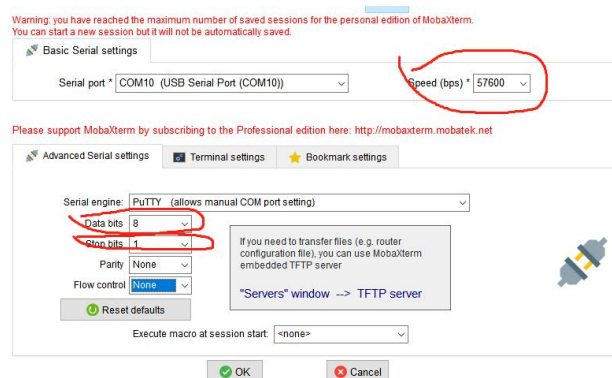 Warning: you have reached the maximum number of saved sessions for the personal edition of MobaXterm.
You can start a new session but it will not be automatically saved.
Basic Serial settings
Serial port * COM10 (USB Serial Port (COM10)) Speed (bps) * 57600
Please support MobaXterm by subscribing to the Professional edition here: http://mobaxterm.mobatek.net
Advanced Serial settings Terminal settings Bookmark settings
Serial engine: PuTTY (allows manual COM port setting)
Data bits 8
Stop bits 1
Parity None
Flow control None
If you need to transfer files (e.g. router
configuration file), you can use MobaXterm
embedded TFTP server
"Servers" window --> TFTP server
Reset defaults
Execute macro at session start: <none>
OK Cancel